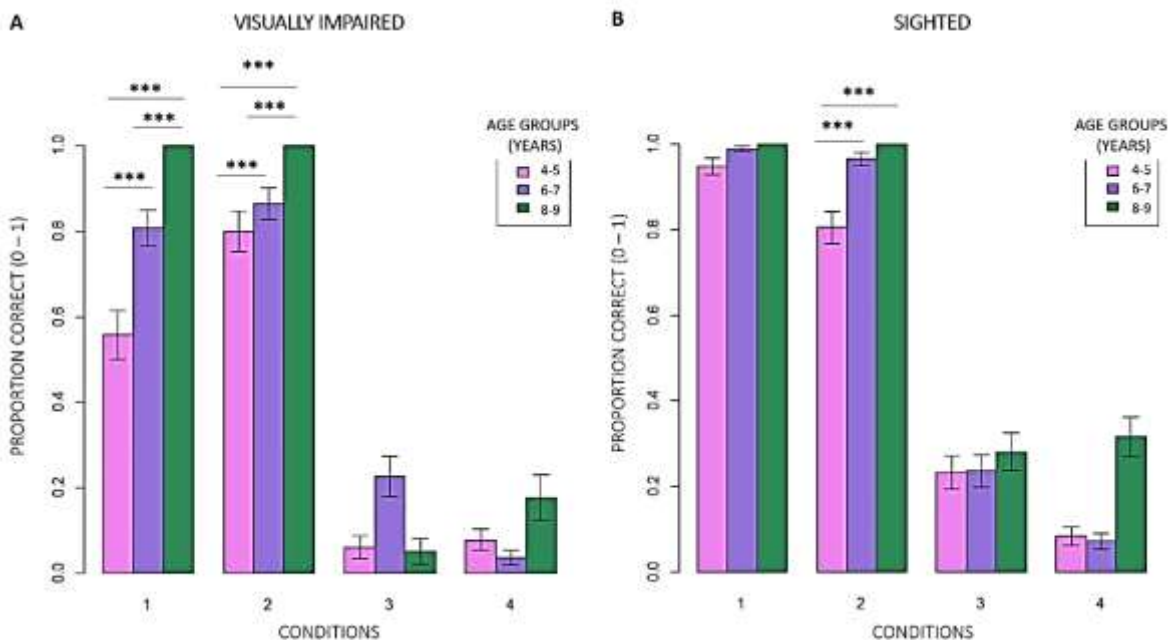 A
VISUALLY IMPAIRED
***
***
***
***
***
***
AGE GROUPS
(YEARS)
4-5
6-7
8-9
PROPORTION CORRECT (0 – 1)
1.0
0.8
0.6
0.4
0.2
0.0
1 2 3 4
CONDITIONS
B
SIGHTED
***
***
AGE GROUPS
(YEARS)
4-5
6-7
8-9
PROPORTION CORRECT (0 – 1)
1.0
0.8
0.6
0.4
0.2
0.0
1 2 3 4
CONDITIONS